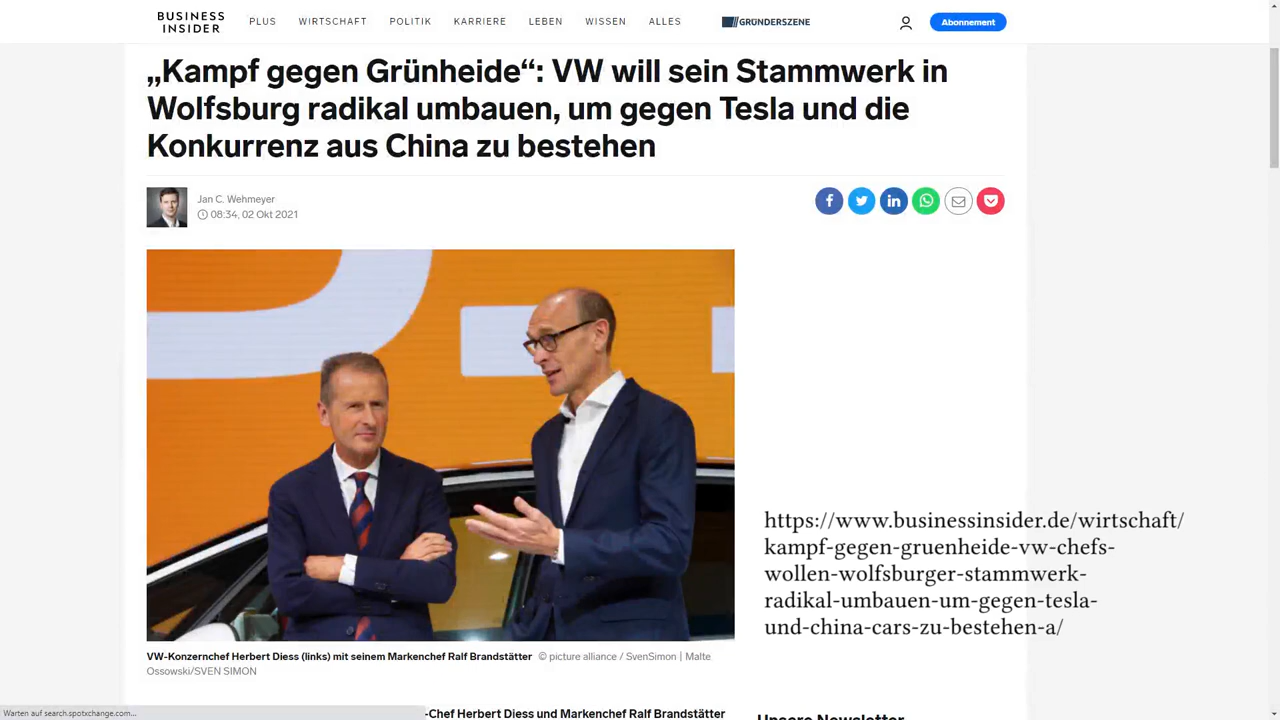 BUSINESS
INSIDER
PLUS WIRTSCHAFT POLITIK KARRIERE LEBEN WISSEN ALLES GRÜNDERSZENE Abonnement
„Kampf gegen Grünheide“: VW will sein Stammwerk in
Wolfsburg radikal umbauen, um gegen Tesla und die
Konkurrenz aus China zu bestehen
Jan C. Wehmeyer
08:34, 02 Okt 2021
https://www.businessinsider.de/wirtschaft/
kampf-gegen-gruenheide-vw-chefs-
wollen-wolfsburger-stammwerk-
radikal-umbauen-um-gegen-tesla-
und-china-cars-zu-bestehen-a/
VW-Konzernchef Herbert Diess (links) mit seinem Markenchef Ralf Brandstätter © picture alliance / SvenSimon | Malte
Ossowski/SVEN SIMON
Warten auf search.spotxchange.com...
-Chef Herbert Diess und Markenchef Ralf Brandstätter
Unsere Newsletter